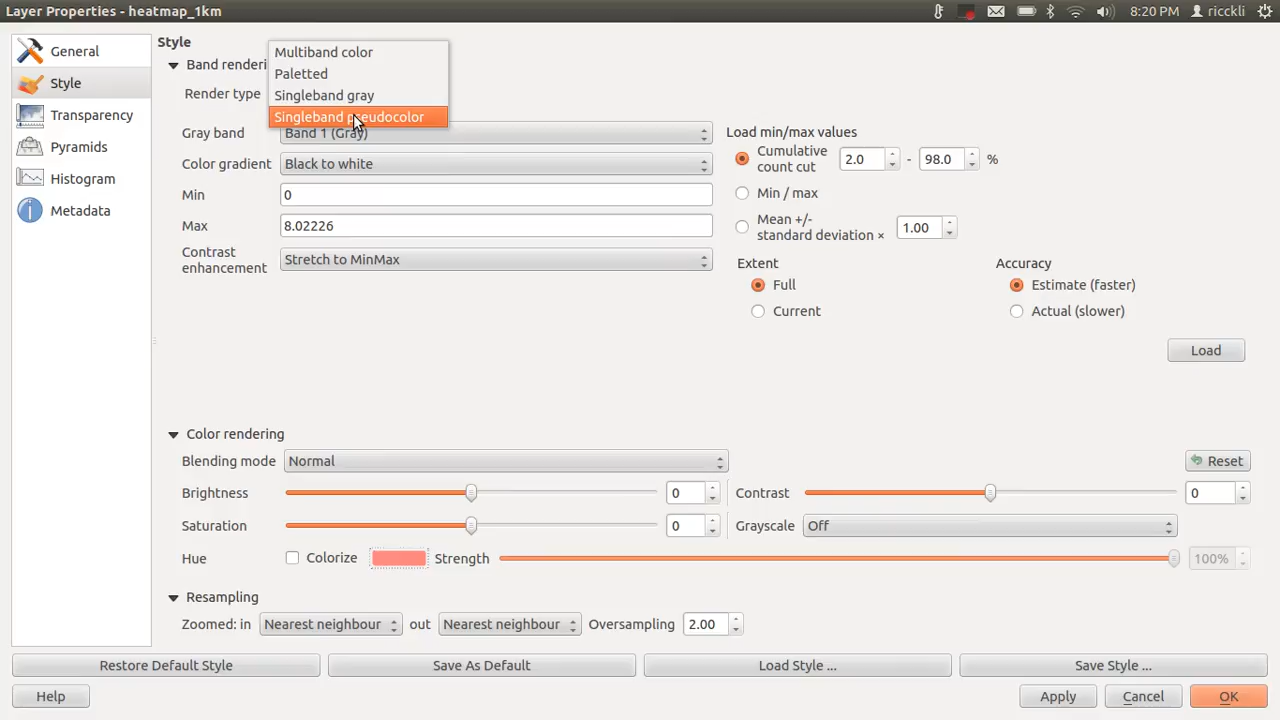 Layer Properties - heatmap_1km
8:20 PM
ricckli
General
Style
Transparency
Pyramids
Histogram
Metadata
Style
Band renderi
Render type
Multiband color
Paletted
Singleband gray
Singleband pseudocolor
Gray band
Band 1 (Gray)
Color gradient
Black to white
Min
0
Max
8.02226
Contrast
enhancement
Stretch to MinMax
Load min/max values
Cumulative
count cut
2.0 - 98.0 %
Min / max
Mean +/-
standard deviation ×
1.00
Extent
Full
Current
Accuracy
Estimate (faster)
Actual (slower)
Load
Color rendering
Blending mode
Normal
Reset
Brightness
0
Contrast
0
Saturation
0
Grayscale
Off
Hue
Colorize
Strength
100%
Resampling
Zoomed: in
Nearest neighbour
out
Nearest neighbour
Oversampling
2.00
Restore Default Style
Save As Default
Load Style ...
Save Style ...
Help
Apply
Cancel
OK